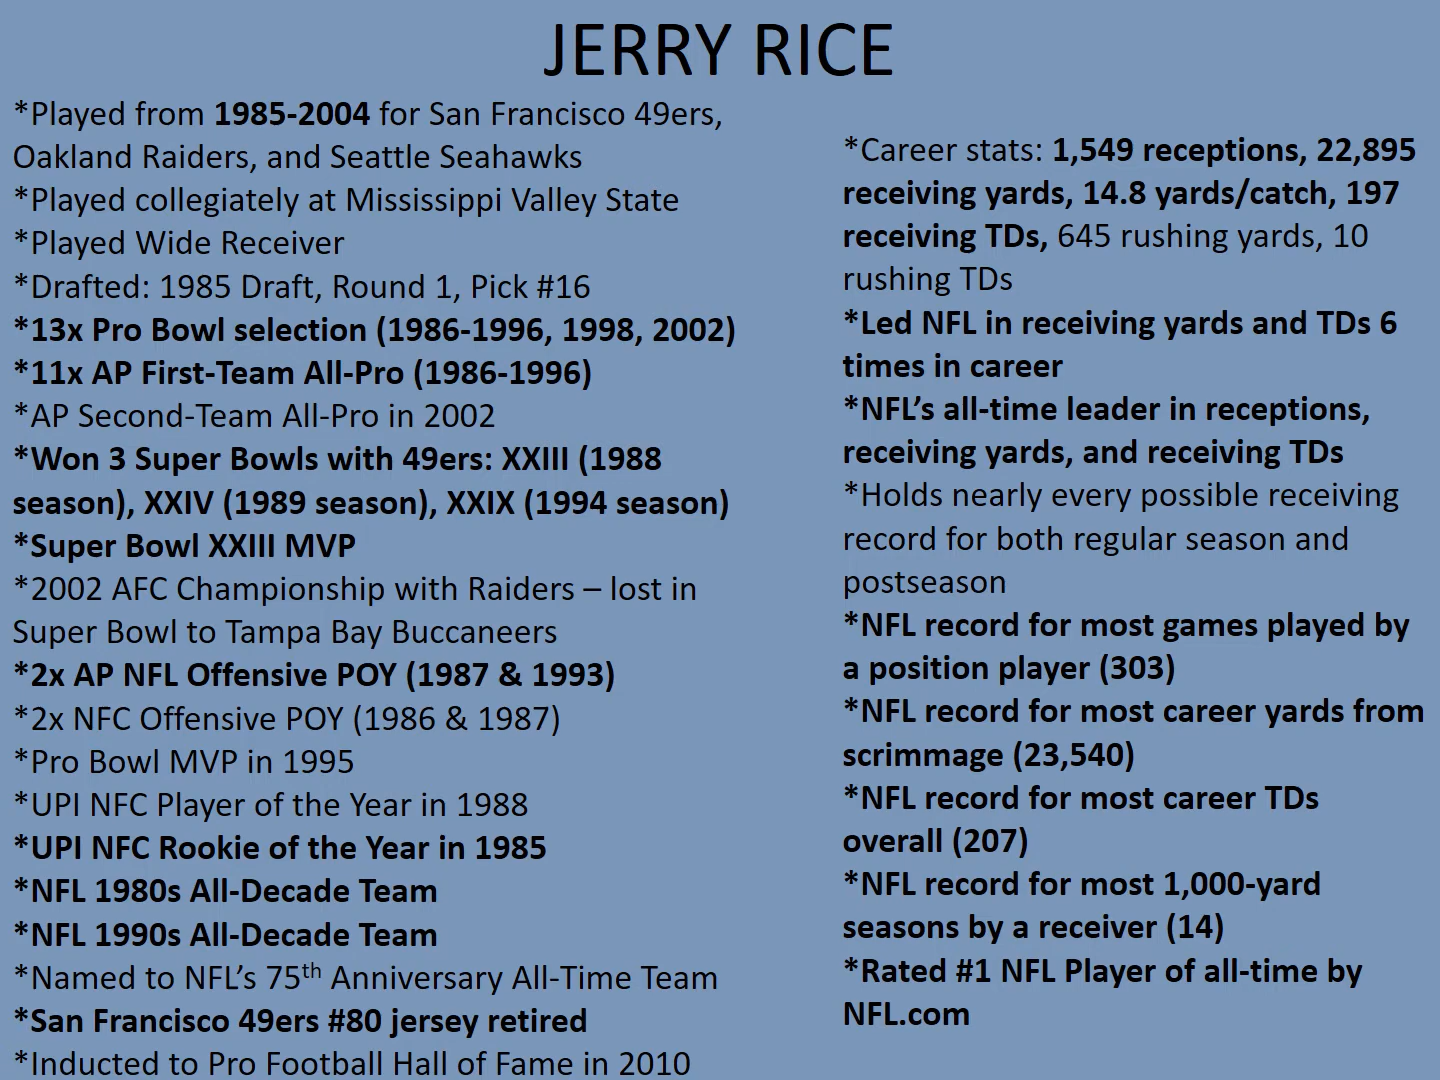 JERRY RICE
*Played from 1985-2004 for San Francisco 49ers,
Oakland Raiders, and Seattle Seahawks
*Played collegiately at Mississippi Valley State
*Played Wide Receiver
*Drafted: 1985 Draft, Round 1, Pick #16
*13x Pro Bowl selection (1986-1996, 1998, 2002)
*11x AP First-Team All-Pro (1986-1996)
*AP Second-Team All-Pro in 2002
*Won 3 Super Bowls with 49ers: XXIII (1988
season), XXIV (1989 season), XXIX (1994 season)
*Super Bowl XXIII MVP
*2002 AFC Championship with Raiders – lost in
Super Bowl to Tampa Bay Buccaneers
*2x AP NFL Offensive POY (1987 & 1993)
*2x NFC Offensive POY (1986 & 1987)
*Pro Bowl MVP in 1995
*UPI NFC Player of the Year in 1988
*UPI NFC Rookie of the Year in 1985
*NFL 1980s All-Decade Team
*NFL 1990s All-Decade Team
*Named to NFL’s 75th Anniversary All-Time Team
*San Francisco 49ers #80 jersey retired
*Inducted to Pro Football Hall of Fame in 2010
*Career stats: 1,549 receptions, 22,895
receiving yards, 14.8 yards/catch, 197
receiving TDs, 645 rushing yards, 10
rushing TDs
*Led NFL in receiving yards and TDs 6
times in career
*NFL’s all-time leader in receptions,
receiving yards, and receiving TDs
*Holds nearly every possible receiving
record for both regular season and
postseason
*NFL record for most games played by
a position player (303)
*NFL record for most career yards from
scrimmage (23,540)
*NFL record for most career TDs
overall (207)
*NFL record for most 1,000-yard
seasons by a receiver (14)
*Rated #1 NFL Player of all-time by
NFL.com